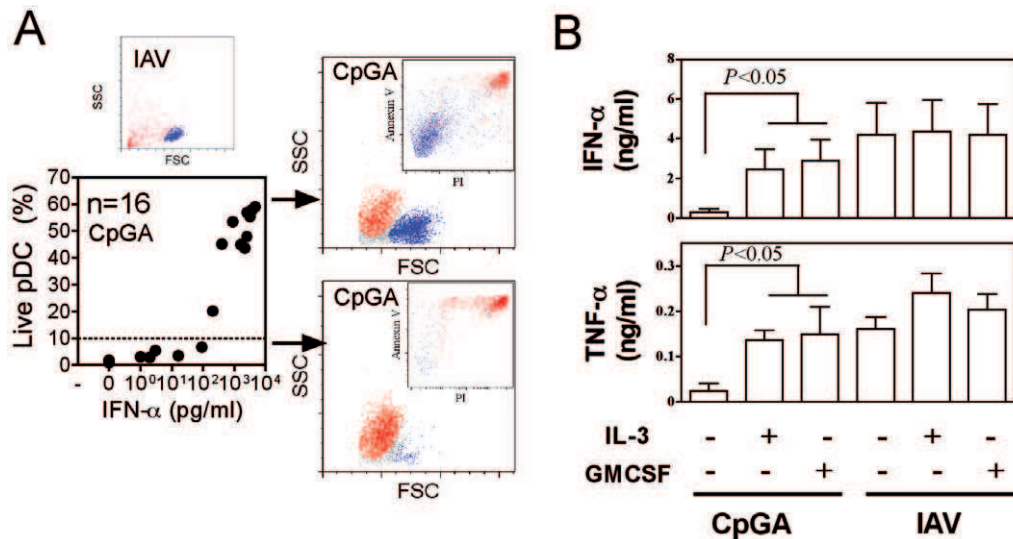 A
IAV
SSC
FSC
Live pDC (%)
70
60
50
40
30
20
10
0
n=16
CpGA
- 0 10⁰ 10¹ 10² 10³ 10⁴
IFN-α (pg/ml)
CpGA
Annexin V
PI
SSC
FSC
CpGA
Annexin V
PI
SSC
FSC
B
IFN-α
(ng/ml)
8
6
4
2
0
P<0.05
TNF-α
(ng/ml)
0.3
0.2
0.1
0
P<0.05
IL-3 - + - - + -
GMCSF - - + - - +
CpGA IAV